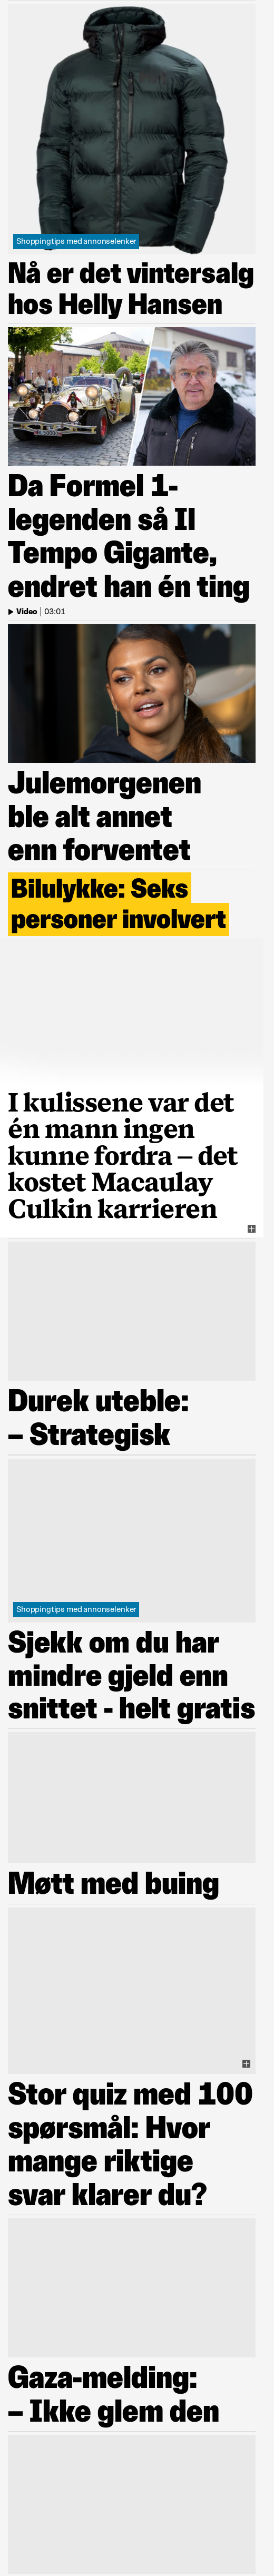 Shoppingtips med annonselenker
Nå er det vintersalg
hos Helly Hansen
Da Formel 1-
legenden så Il
Tempo Gigante,
endret han én ting
Video | 03:01
Julemorgenen
ble alt annet
enn forventet
Bilulykke: Seks
personer involvert
I kulissene var det
én mann ingen
kunne fordra – det
kostet Macaulay
Culkin karrieren
Durek uteble:
– Strategisk
Shoppingtips med annonselenker
Sjekk om du har
mindre gjeld enn
snittet - helt gratis
Møtt med buing
Stor quiz med 100
spørsmål: Hvor
mange riktige
svar klarer du?
Gaza-melding:
– Ikke glem den